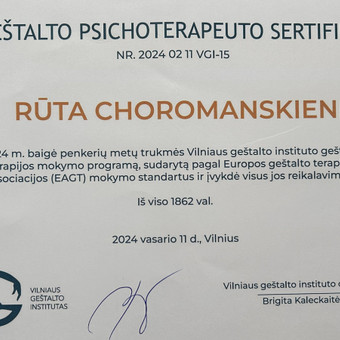 EŠTALTO PSICHOTERAPEUTO SERTIFI
NR. 2024 02 11 VGI-15
RŪTA CHOROMANSKIEN
24 m. baigė penkerių metų trukmės Vilniaus geštalto instituto gešt
rapijos mokymo programą, sudarytą pagal Europos geštalto terap
sociacijos (EAGT) mokymo standartus ir įvykdė visus jos reikalavim
Iš viso 1862 val.
2024 vasario 11 d., Vilnius
VILNIAUS
GEŠTALTO
INSTITUTAS
Vilniaus geštalto instituto
Brigita Kaleckaitė